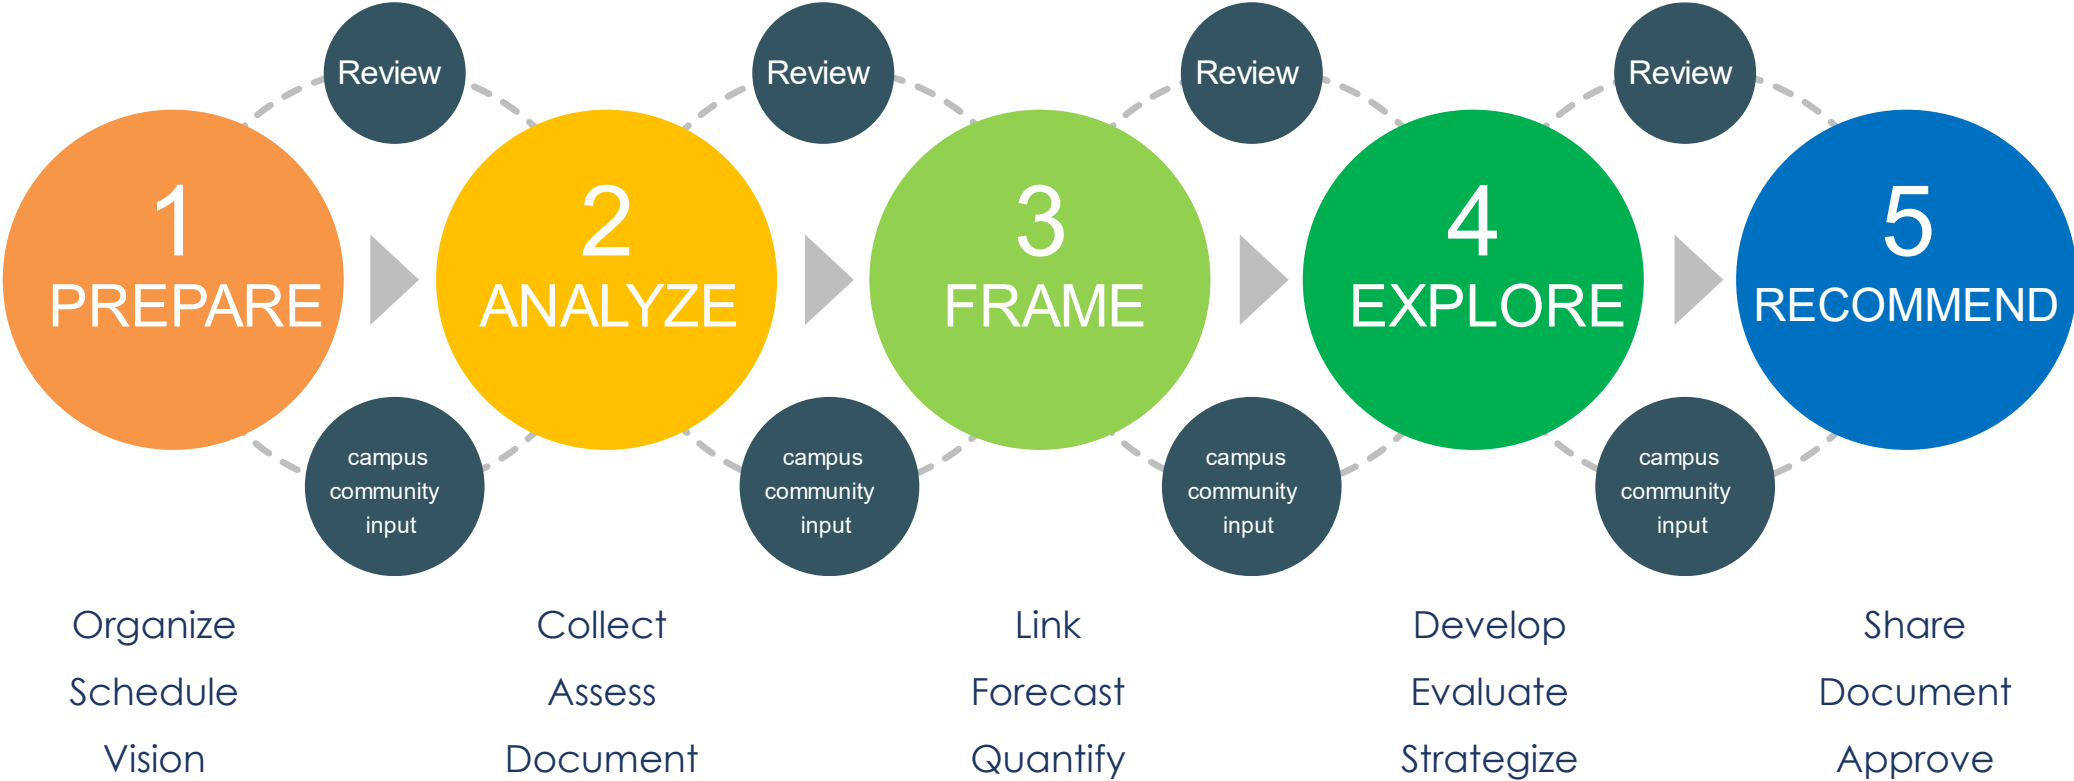 Review
Review
Review
Review
1
PREPARE
2
ANALYZE
3
FRAME
4
EXPLORE
5
RECOMMEND
campus
community
input
campus
community
input
campus
community
input
campus
community
input
Organize
Schedule
Vision
Collect
Assess
Document
Link
Forecast
Quantify
Develop
Evaluate
Strategize
Share
Document
Approve